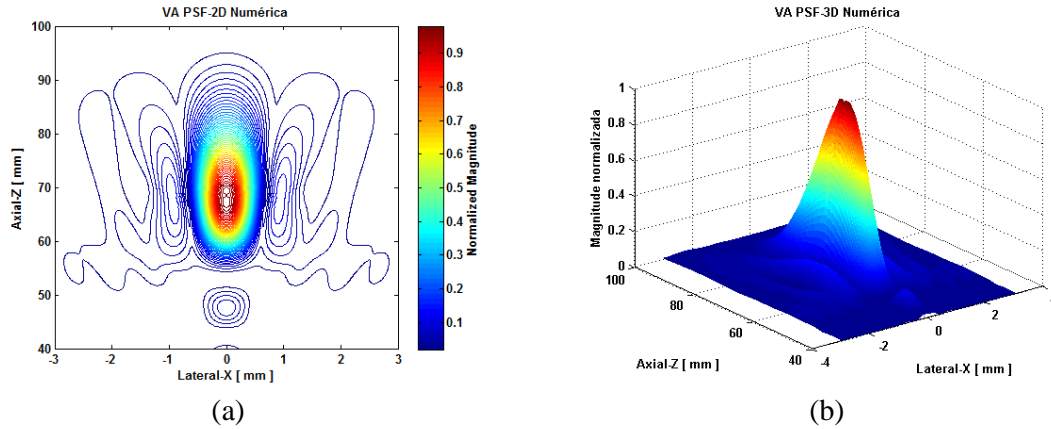 VA PSF-2D Numérica
100
90
80
70
60
50
40
Axial-Z [ mm ]
-3 -2 -1 0 1 2 3
Lateral-X [ mm ]
0.9
0.8
0.7
0.6
0.5
0.4
0.3
0.2
0.1
Normalized Magnitude
(a)
VA PSF-3D Numérica
1
0.8
0.6
0.4
0.2
0
Magnitude normalizada
100
80
60
40
Axial-Z [ mm ]
-4
-2
0
2
Lateral-X [ mm ]
(b)